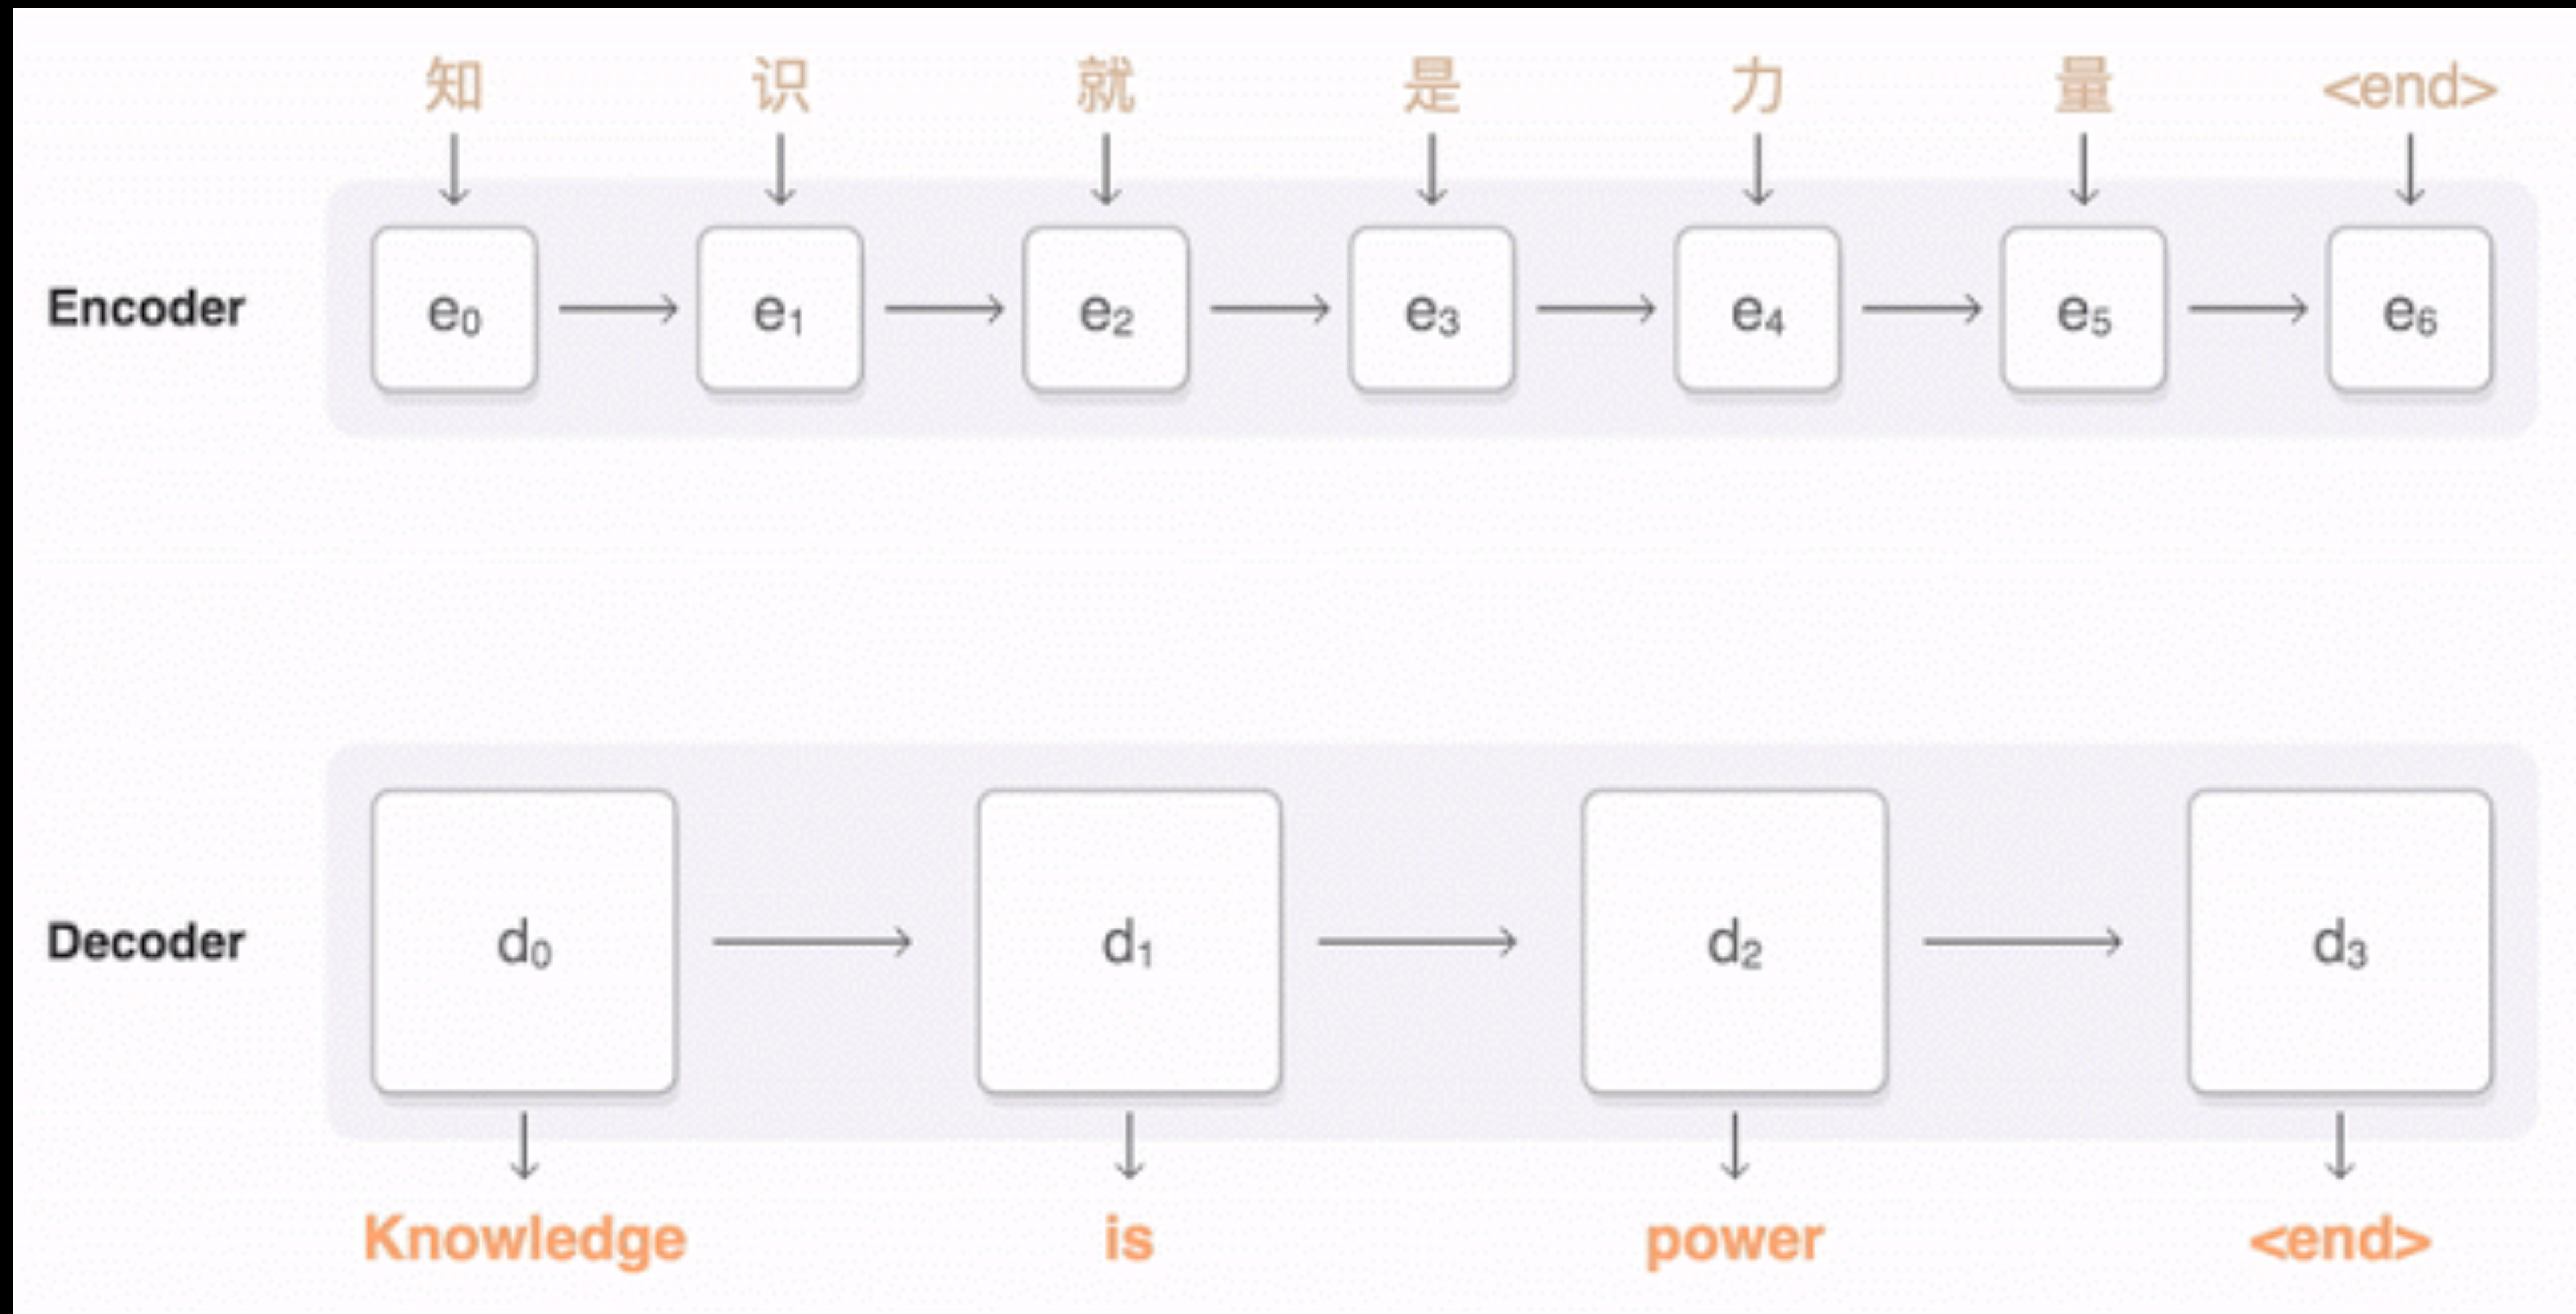 知 识 就 是 力 量 <end>
Encoder e₀ e₁ e₂ e₃ e₄ e₅ e₆
Decoder d₀ d₁ d₂ d₃
Knowledge is power <end>